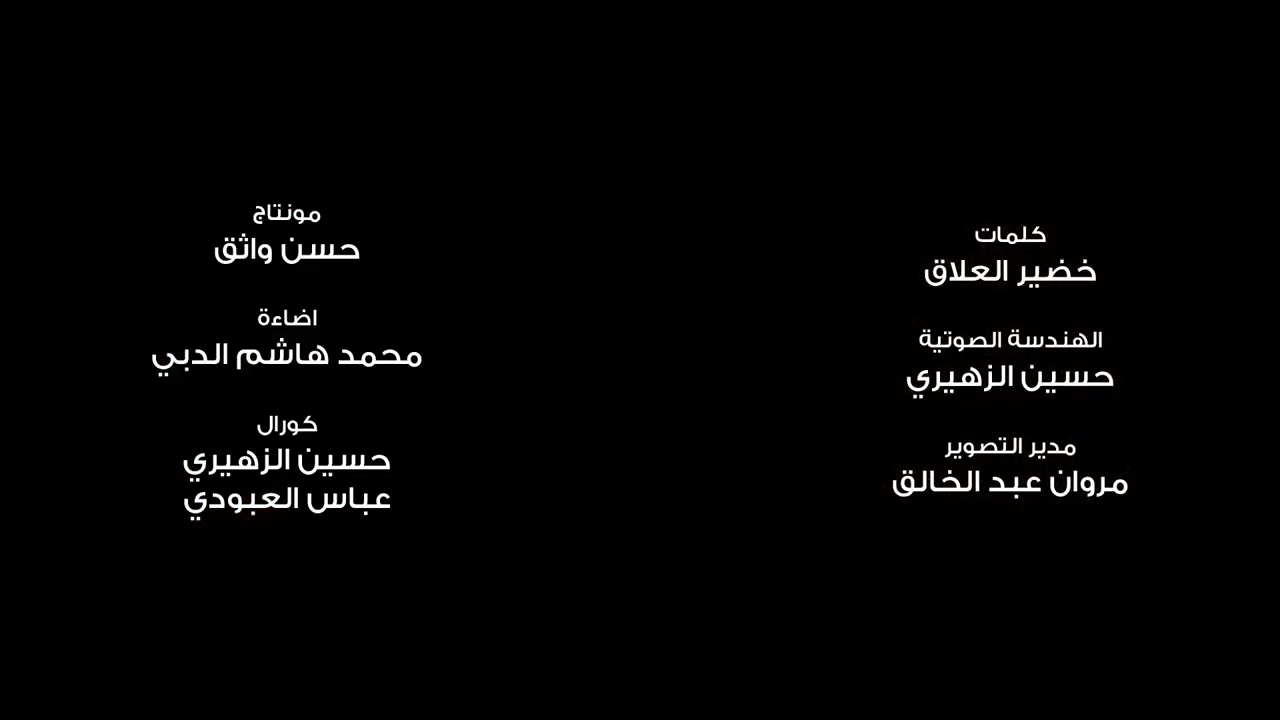 كلمات
خضير العلاق
الهندسة الصوتية
حسين الزهيري
مدير التصوير
مروان عبد الخالق
مونتاج
حسن واثق
اضاءة
محمد هاشم الدبي
كورال
حسين الزهيري
عباس العبودي